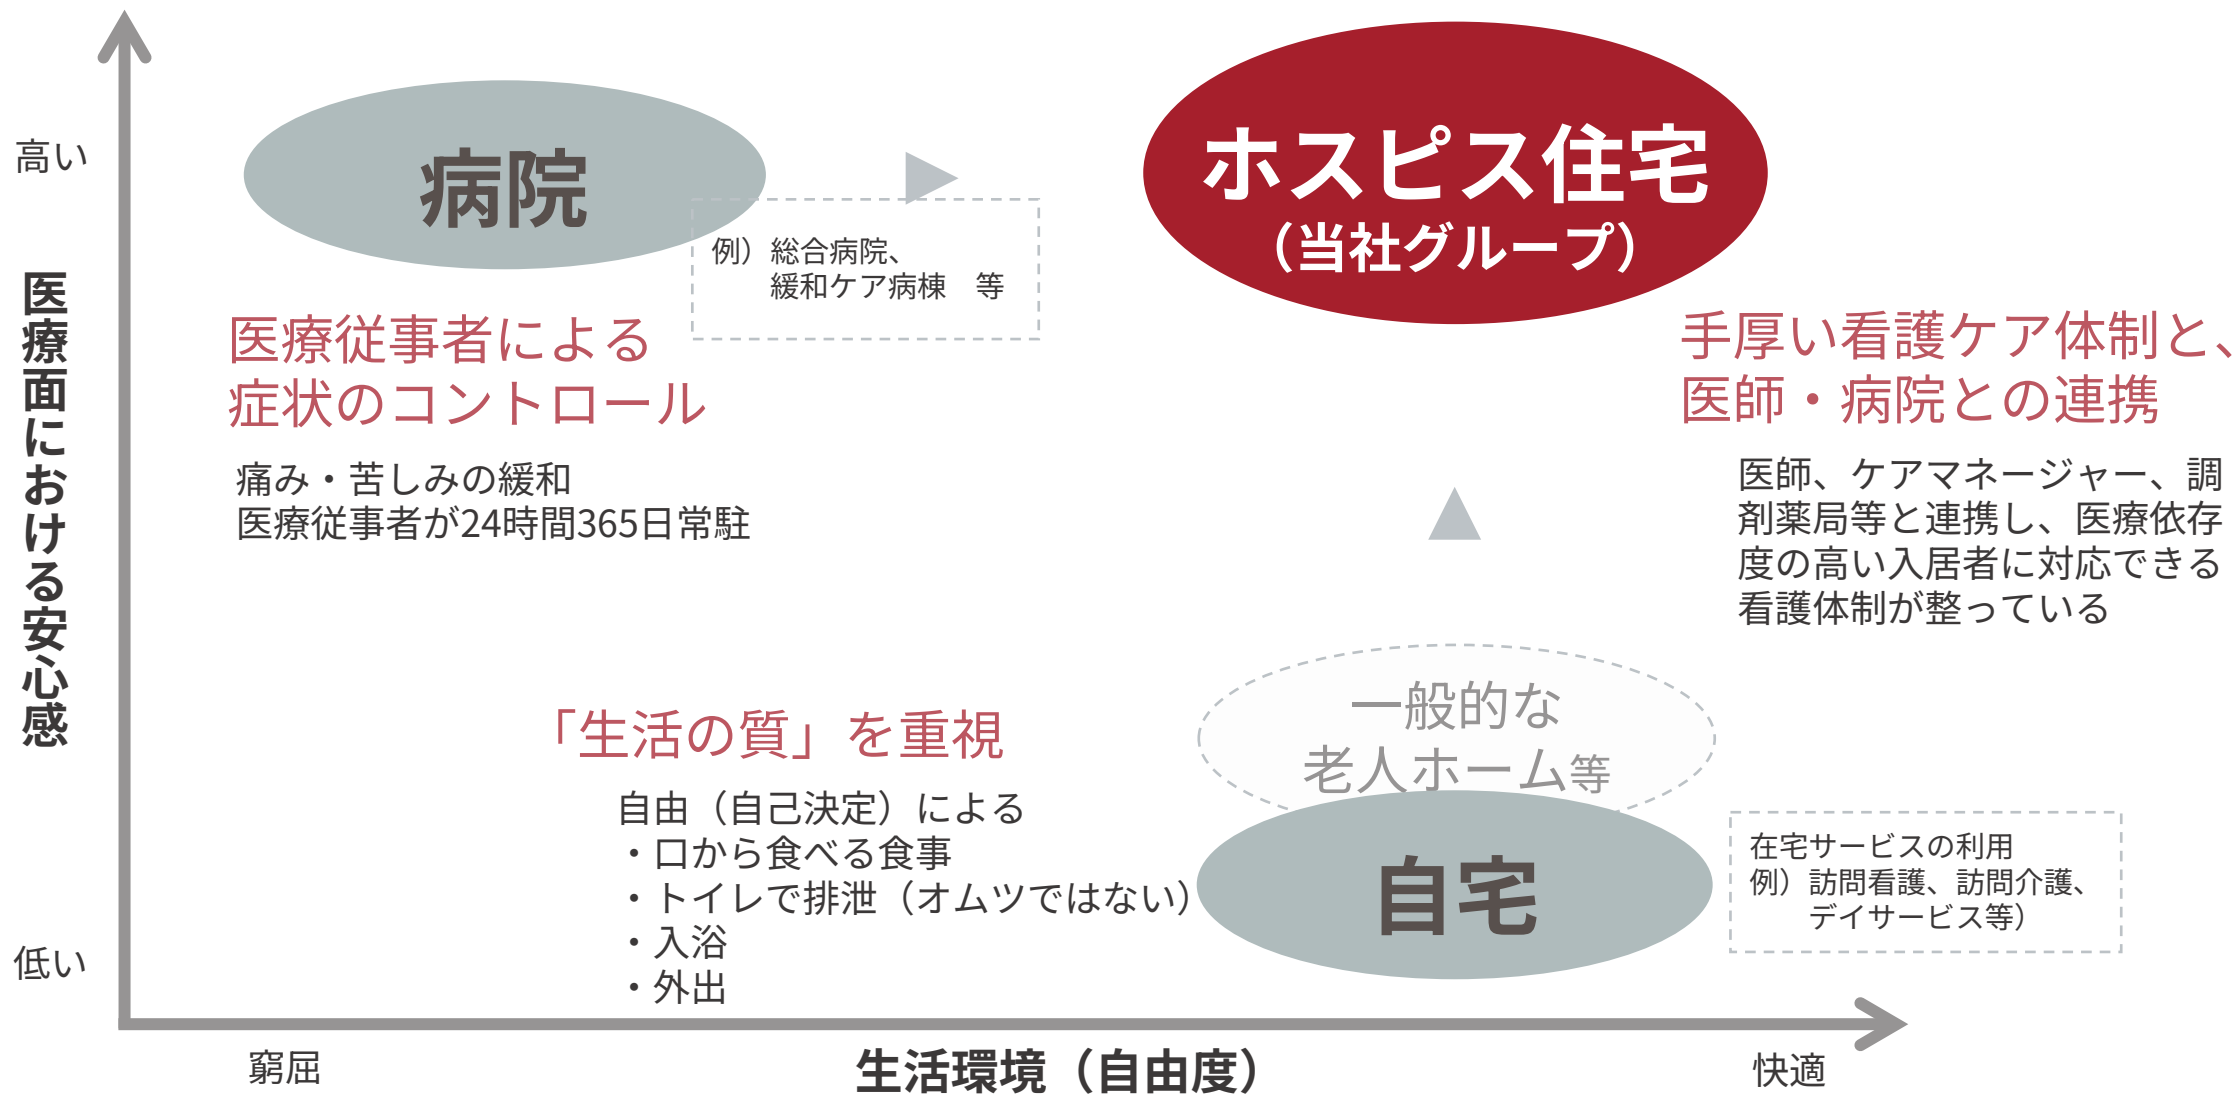 高い
医療面における安心感
低い
病院
例）総合病院、
緩和ケア病棟　等
医療従事者による
症状のコントロール
痛み・苦しみの緩和
医療従事者が24時間365日常駐
ホスピス住宅
（当社グループ）
手厚い看護ケア体制と、
医師・病院との連携
医師、ケアマネージャー、調
剤薬局等と連携し、医療依存
度の高い入居者に対応できる
看護体制が整っている
「生活の質」を重視
自由（自己決定）による
・口から食べる食事
・トイレで排泄（オムツではない）
・入浴
・外出
一般的な
老人ホーム等
自宅
在宅サービスの利用
例）訪問看護、訪問介護、
デイサービス等）
窮屈
生活環境（自由度）
快適